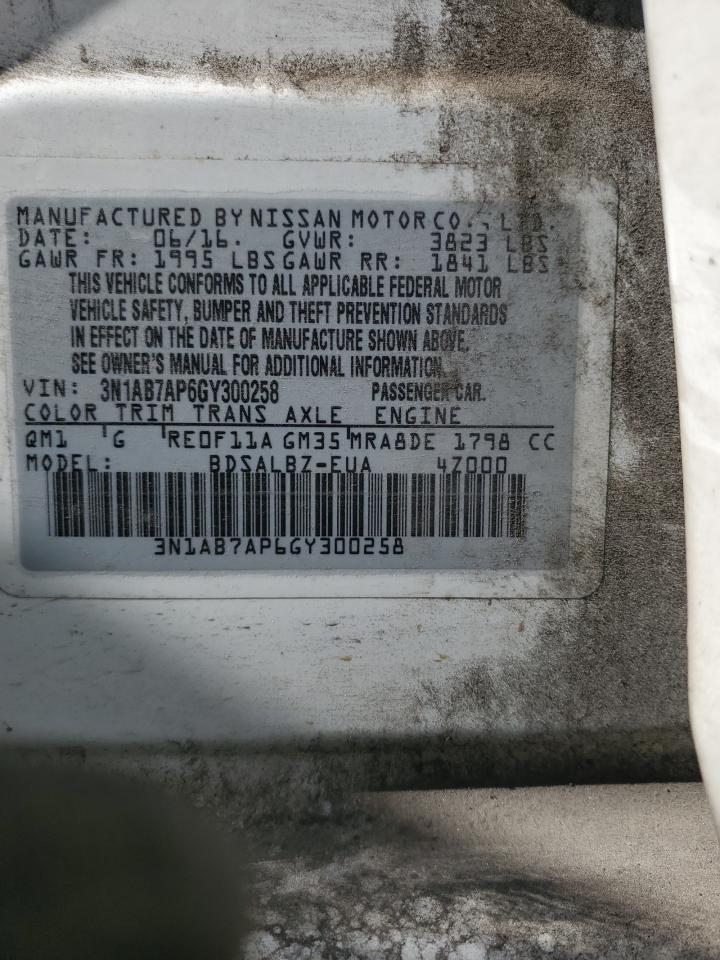 MANUFACTURED BY NISSAN MOTOR CO., LTD.
DATE: 06/16. GVWR: 3823 LBS
GAWR FR: 1995 LBS GAWR RR: 1841 LBS
THIS VEHICLE CONFORMS TO ALL APPLICABLE FEDERAL MOTOR
VEHICLE SAFETY, BUMPER AND THEFT PREVENTION STANDARDS
IN EFFECT ON THE DATE OF MANUFACTURE SHOWN ABOVE.
SEE OWNER'S MANUAL FOR ADDITIONAL INFORMATION.
VIN: 3N1AB7AP6GY300258 PASSENGER CAR.
COLOR TRIM TRANS AXLE ENGINE
QM1 G RE0F11A GM35 MRA8DE 1798 CC
MODEL: BDSALBZ-EUA 4Z000
3N1AB7AP6GY300258